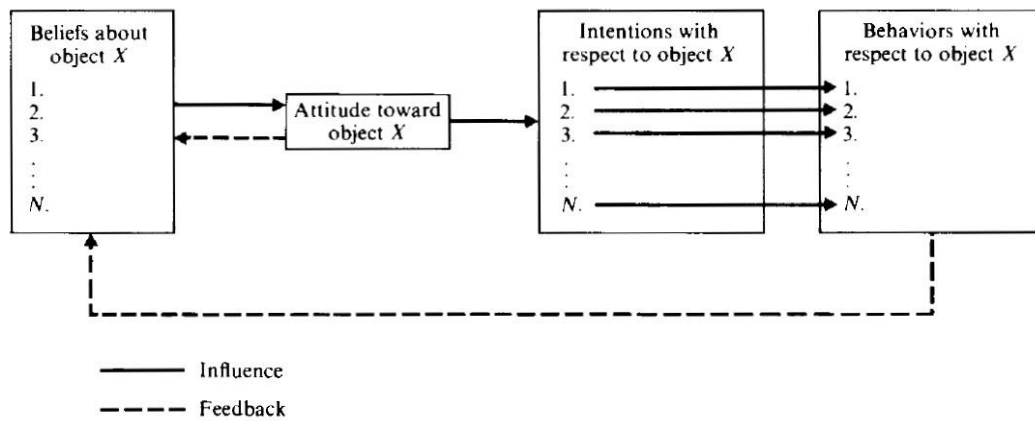 Beliefs about
object X
1.
2.
3.
.
.
.
N.
Attitude toward
object X
Intentions with
respect to object X
1.
2.
3.
.
.
.
N.
Behaviors with
respect to object X
1.
2.
3.
.
.
.
N.
Influence
Feedback